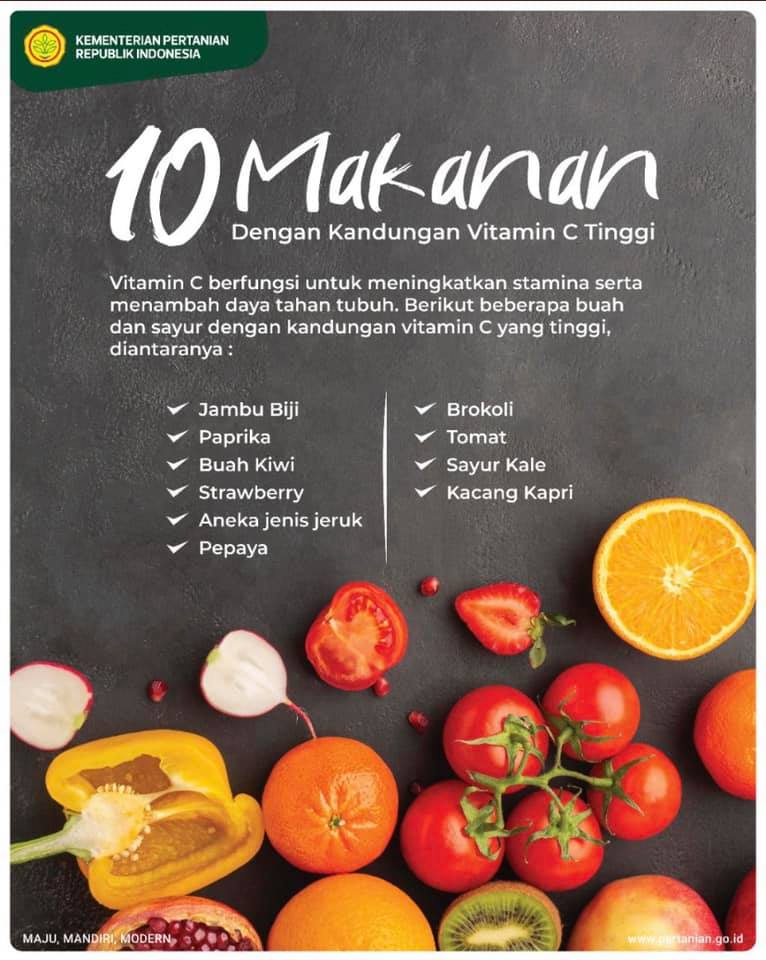 KEMENTERIAN PERTANIAN
REPUBLIK INDONESIA
10 Makanan
Dengan Kandungan Vitamin C Tinggi
Vitamin C berfungsi untuk meningkatkan stamina serta
menambah daya tahan tubuh. Berikut beberapa buah
dan sayur dengan kandungan vitamin C yang tinggi,
diantaranya :
Jambu Biji
Paprika
Buah Kiwi
Strawberry
Aneka jenis jeruk
Pepaya
Brokoli
Tomat
Sayur Kale
Kacang Kapri
MAJU, MANDIRI, MODERN
www.pertanian.go.id